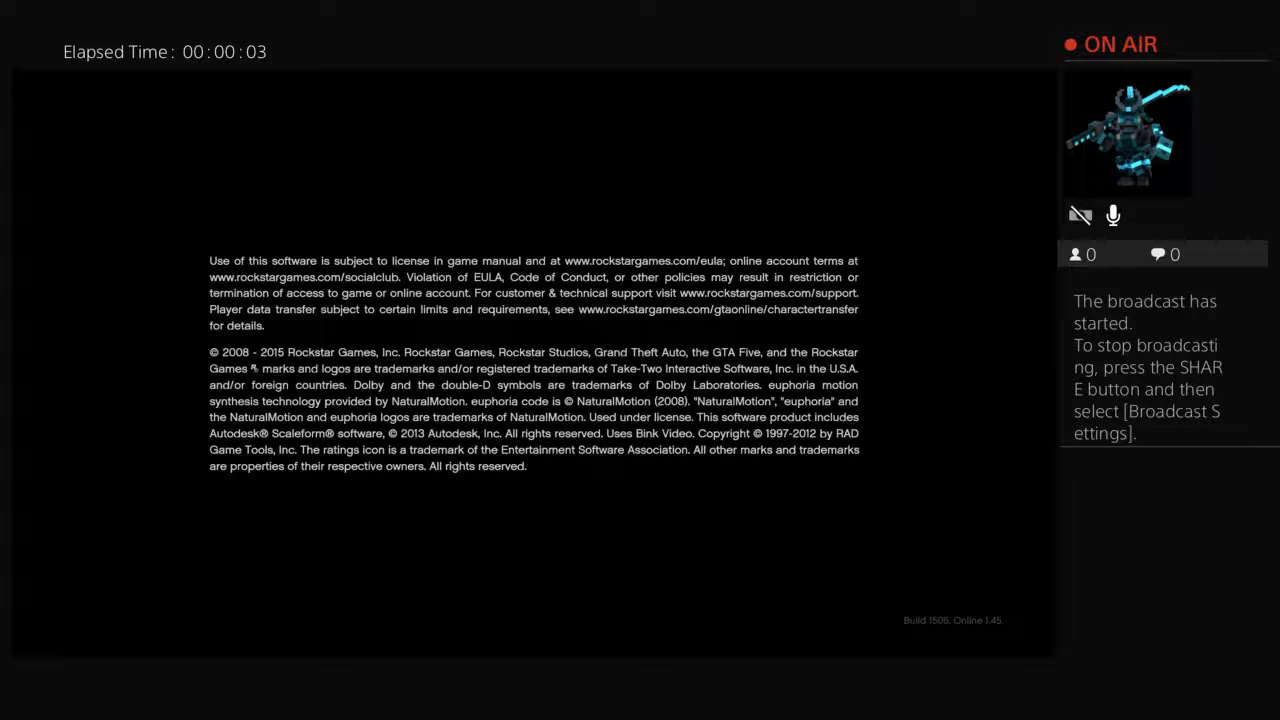 Elapsed Time: 00:00:03
ON AIR
0 0
The broadcast has
started.
To stop broadcasti
ng, press the SHAR
E button and then
select [Broadcast S
ettings].
Use of this software is subject to license in game manual and at www.rockstargames.com/eula; online account terms at
www.rockstargames.com/socialclub. Violation of EULA, Code of Conduct, or other policies may result in restriction or
termination of access to game or online account. For customer & technical support visit www.rockstargames.com/support.
Player data transfer subject to certain limits and requirements, see www.rockstargames.com/gtaonline/charactertransfer
for details.
© 2008 - 2015 Rockstar Games, Inc. Rockstar Games, Rockstar Studios, Grand Theft Auto, the GTA Five, and the Rockstar
Games R* marks and logos are trademarks and/or registered trademarks of Take-Two Interactive Software, Inc. in the U.S.A.
and/or foreign countries. Dolby and the double-D symbols are trademarks of Dolby Laboratories. euphoria motion
synthesis technology provided by NaturalMotion. euphoria code is © NaturalMotion (2008). "NaturalMotion", "euphoria" and
the NaturalMotion and euphoria logos are trademarks of NaturalMotion. Used under license. This software product includes
Autodesk® Scaleform® software, © 2013 Autodesk, Inc. All rights reserved. Uses Bink Video. Copyright © 1997-2012 by RAD
Game Tools, Inc. The ratings icon is a trademark of the Entertainment Software Association. All other marks and trademarks
are properties of their respective owners. All rights reserved.
Build 1505, Online 1.45.